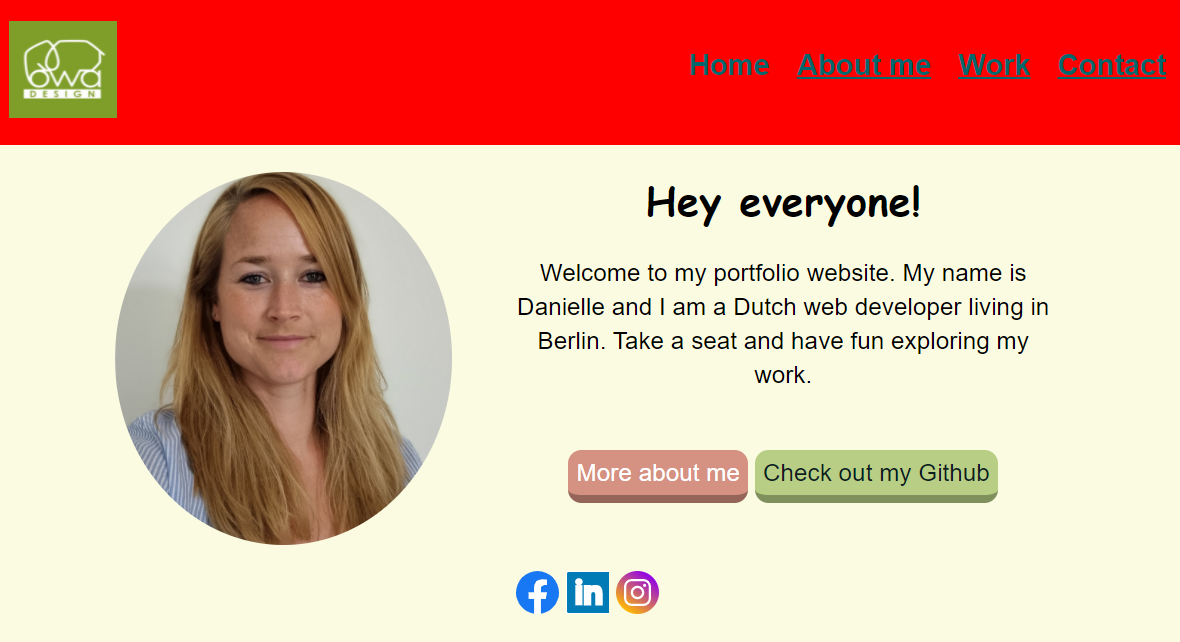 owa
DESIGN
Home About me Work Contact
Hey everyone!
Welcome to my portfolio website. My name is
Danielle and I am a Dutch web developer living in
Berlin. Take a seat and have fun exploring my
work.
More about me Check out my Github
f in